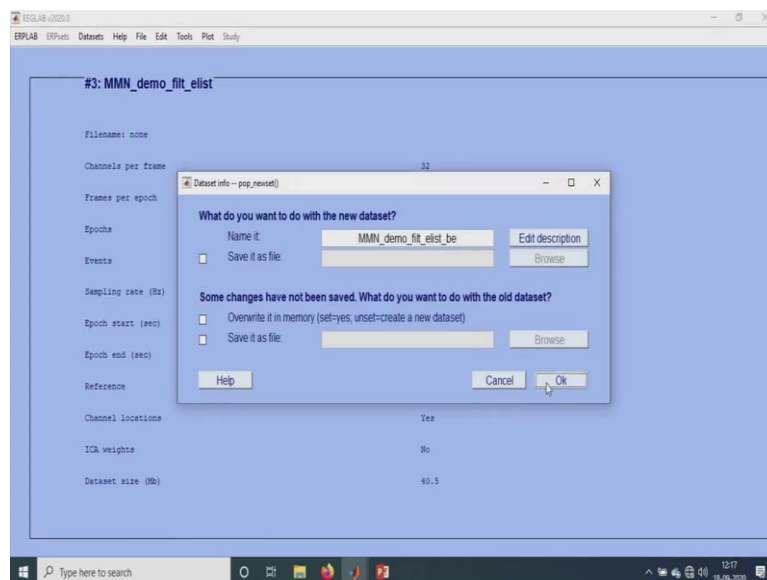 EEGLAB v2020.0
ERPLAB ERPsets Datasets Help File Edit Tools Plot Study
#3: MMN_demo_filt_elist
Filename: none
Channels per frame 32
Dataset info -- pop_newset()
Frames per epoch
What do you want to do with the new dataset?
Epochs
Name it: MMN_demo_filt_elist_be Edit description
Events
Save it as file: Browse
Sampling rate (Hz)
Some changes have not been saved. What do you want to do with the old dataset?
Overwrite it in memory (set=yes; unset=create a new dataset)
Epoch start (sec)
Save it as file: Browse
Epoch end (sec)
Reference
Help Cancel Ok
Channel locations Yes
ICA weights No
Dataset size (Mb) 40.5
Type here to search
12:17
18-09-2020